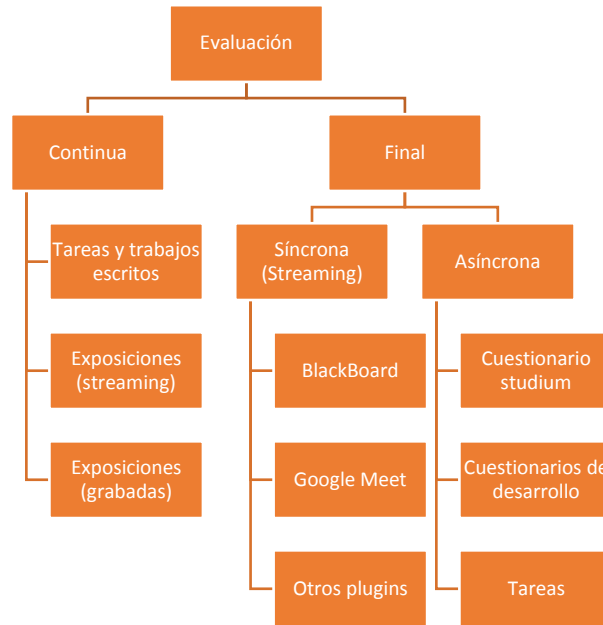 Evaluación
Continua
Final
Tareas y trabajos
escritos
Exposiciones
(streaming)
Exposiciones
(grabadas)
Síncrona
(Streaming)
BlackBoard
Google Meet
Otros plugins
Asíncrona
Cuestionario
studium
Cuestionarios de
desarrollo
Tareas